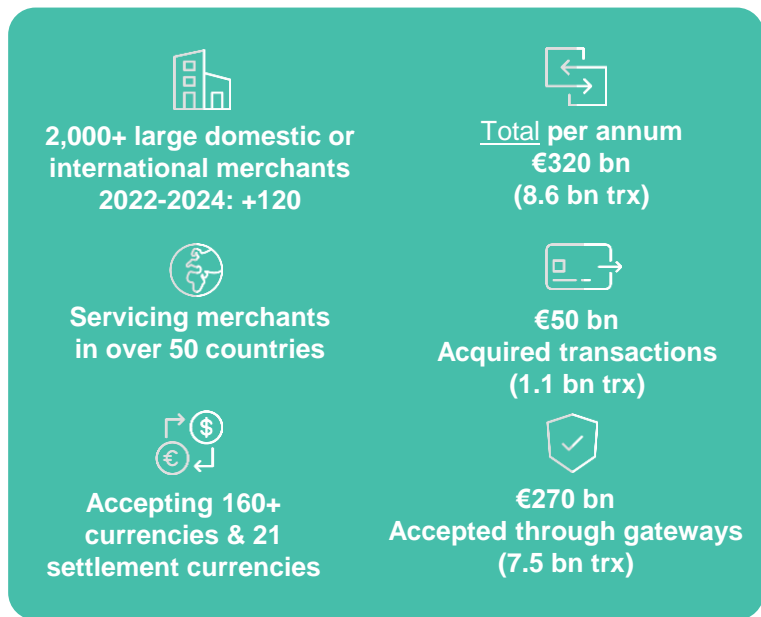 2,000+ large domestic or
international merchants
2022-2024: +120
Total per annum
€320 bn
(8.6 bn trx)
Servicing merchants
in over 50 countries
€50 bn
Acquired transactions
(1.1 bn trx)
$
€
Accepting 160+
currencies & 21
settlement currencies
€270 bn
Accepted through gateways
(7.5 bn trx)